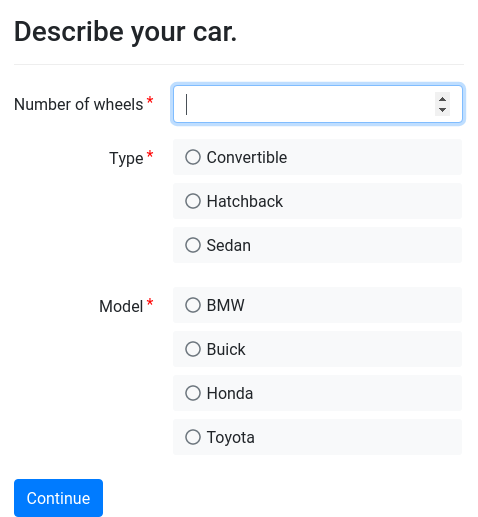 Describe your car.
Number of wheels *
Type *
Convertible
Hatchback
Sedan
Model *
BMW
Buick
Honda
Toyota
Continue